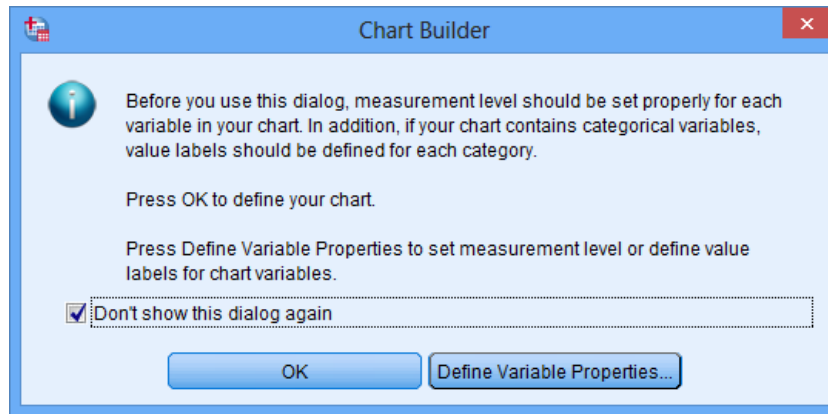 Chart Builder
Before you use this dialog, measurement level should be set properly for each
variable in your chart. In addition, if your chart contains categorical variables,
value labels should be defined for each category.
Press OK to define your chart.
Press Define Variable Properties to set measurement level or define value
labels for chart variables.
Don't show this dialog again
OK
Define Variable Properties...